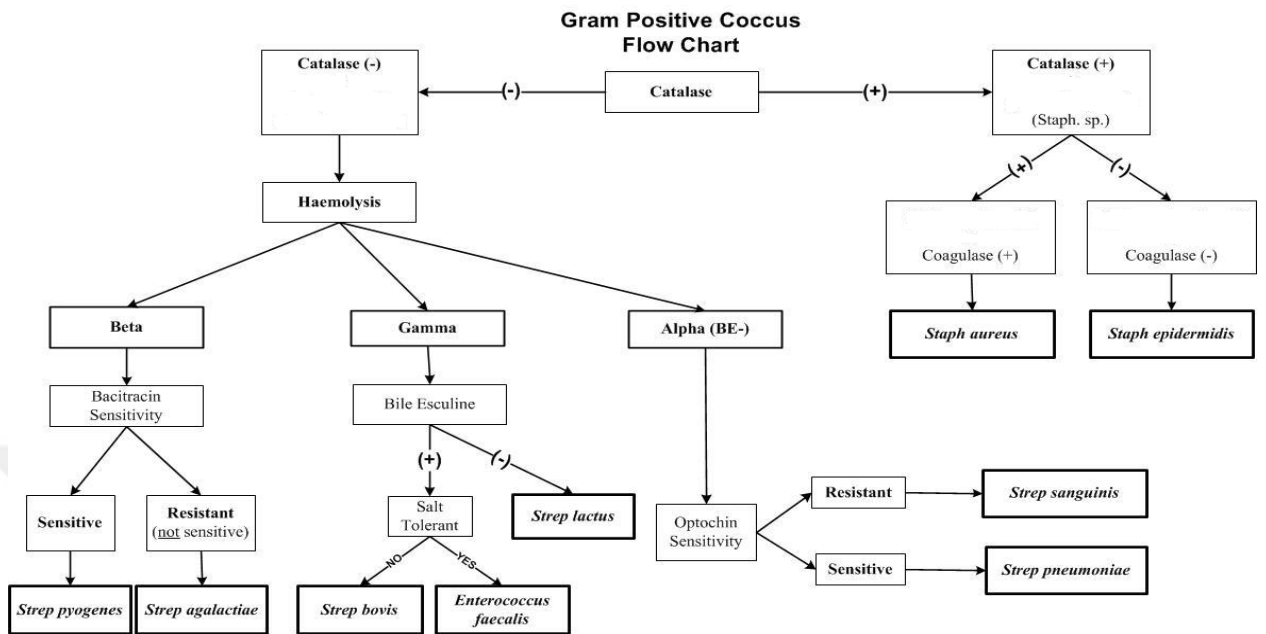 Gram Positive Coccus
Flow Chart
Catalase (-)
(-)
Catalase
(+)
Catalase (+)
(Staph. sp.)
(+)
(-)
Haemolysis
Coagulase (+)
Coagulase (-)
Staph aureus
Staph epidermidis
Beta
Gamma
Alpha (BE-)
Bacitracin
Sensitivity
Bile Esculine
(+)
(-)
Sensitive
Resistant
(not sensitive)
Salt
Tolerant
Strep lactus
Optochin
Sensitivity
Resistant
Strep sanguinis
Sensitive
Strep pneumoniae
NO
YES
Strep pyogenes
Strep agalactiae
Strep bovis
Enterococcus
faecalis